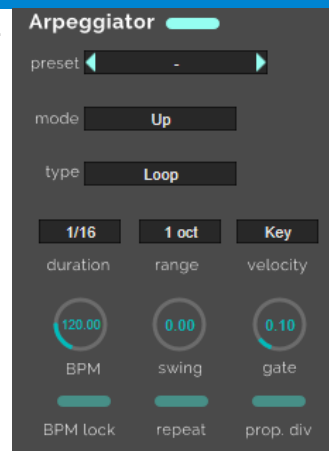 Arpeggiator
preset -
mode Up
type Loop
1/16 1 oct Key
duration range velocity
120.00 0.00 0.10
BPM swing gate
BPM lock repeat prop. div